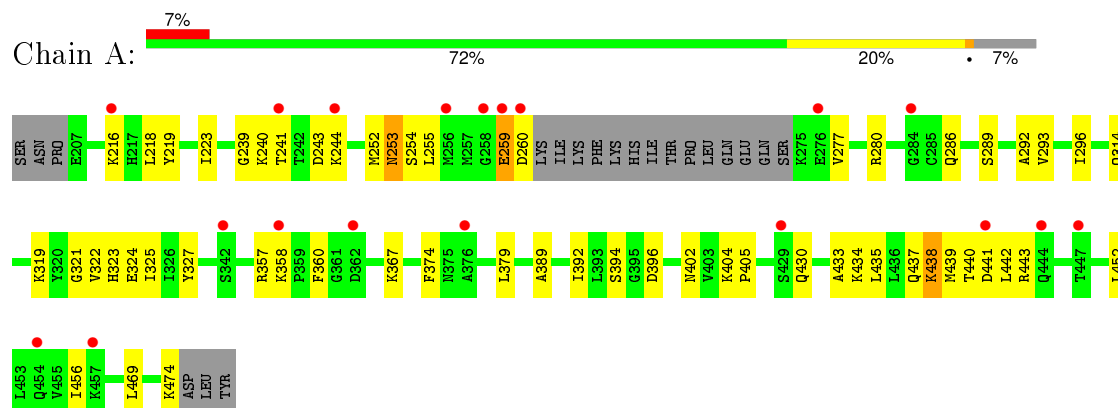 7%
Chain A:
72% 20% • 7%
SER ASN PRO E207 K216 H217 L218 Y219 I223 G239 K240 T241 T242 D243 K244 M252 N253 S254 L255 M256 M257 G258 E259 D260 LYS ILE LYS PHE LYS HIS ILE THR PRO LEU GLN GLU GLN SER K275 E276 V277 R280 G284 C285 Q286 S289 A292 V293 I296 Q314
K319 Y320 G321 V322 H323 E324 I325 I326 Y327 S342 R357 K358 P359 F360 G361 D362 K367 F374 N375 A376 L379 A389 I392 L393 S394 G395 D396 N402 V403 K404 P405 S429 Q430 A433 K434 L435 L436 Q437 K438 M439 T440 D441 L442 R443 Q444 T447 I452
L453 Q454 V455 I456 K457 L469 K474 ASP LEU TYR